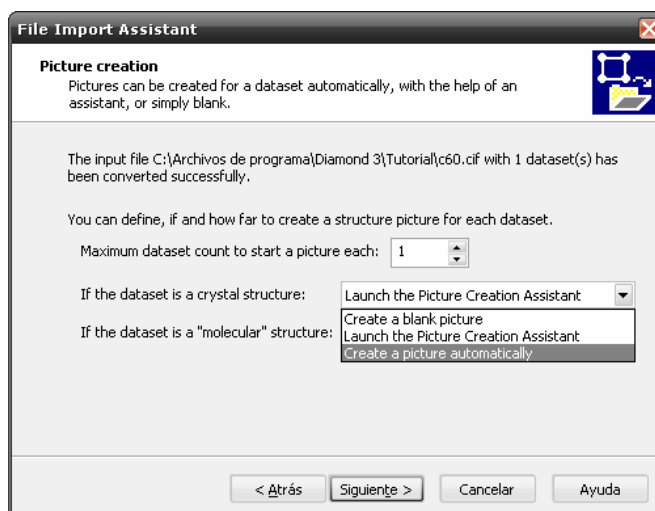 File Import Assistant
Picture creation
Pictures can be created for a dataset automatically, with the help of an
assistant, or simply blank.
The input file C:\Archivos de programa\Diamond 3\Tutorial\c60.cif with 1 dataset(s) has
been converted successfully.
You can define, if and how far to create a structure picture for each dataset.
Maximum dataset count to start a picture each: 1
If the dataset is a crystal structure: Launch the Picture Creation Assistant
Create a blank picture
If the dataset is a "molecular" structure: Launch the Picture Creation Assistant
Create a picture automatically
< Atrás Siguiente > Cancelar Ayuda